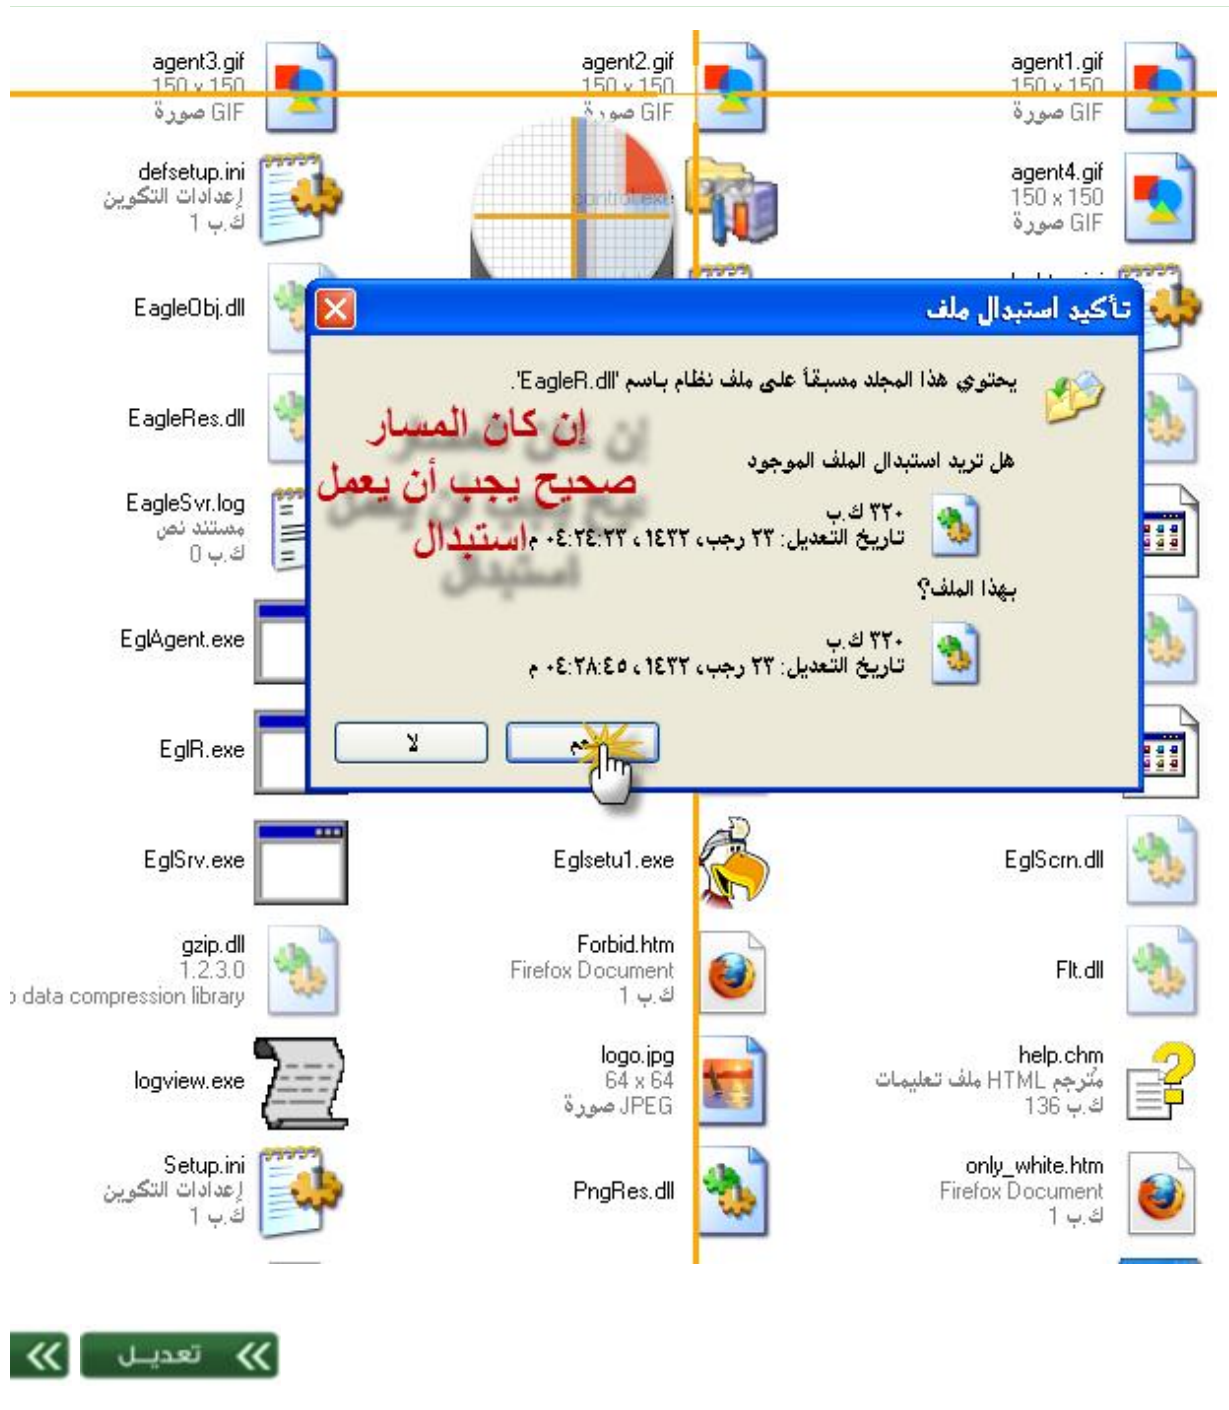 agent1.gif
150 x 150
صورة GIF
agent2.gif
150 x 150
صورة GIF
agent3.gif
150 x 150
صورة GIF
agent4.gif
150 x 150
صورة GIF
control.exe
defsetup.ini
إعدادات التكوين
1 ك.ب
EagleObj.dll
تأكيد استبدال ملف
يحتوي هذا المجلد مسبقاً على ملف نظام باسم 'EagleR.dll'.
هل تريد استبدال الملف الموجود
٣٢٠ ك.ب
تاريخ التعديل: ٢٣ رجب، ١٤٣٢، ٠٤:٢٤:٢٣ م
بهذا الملف؟
٣٢٠ ك.ب
تاريخ التعديل: ٢٣ رجب، ١٤٣٢، ٠٤:٢٨:٤٥ م
لا
إن كان المسار
صحيح يجب أن يعمل
استبدال
EagleRes.dll
EagleSvr.log
مستند نص
0 ك.ب
EglAgent.exe
EglR.exe
EglScrn.dll
Eglsetu1.exe
EglSrv.exe
Flt.dll
Forbid.htm
Firefox Document
1 ك.ب
gzip.dll
1.2.3.0
data compression library
help.chm
ملف تعليمات HTML مترجم
136 ك.ب
logo.jpg
64 x 64
صورة JPEG
logview.exe
only_white.htm
Firefox Document
1 ك.ب
PngRes.dll
Setup.ini
إعدادات التكوين
1 ك.ب
تعديل